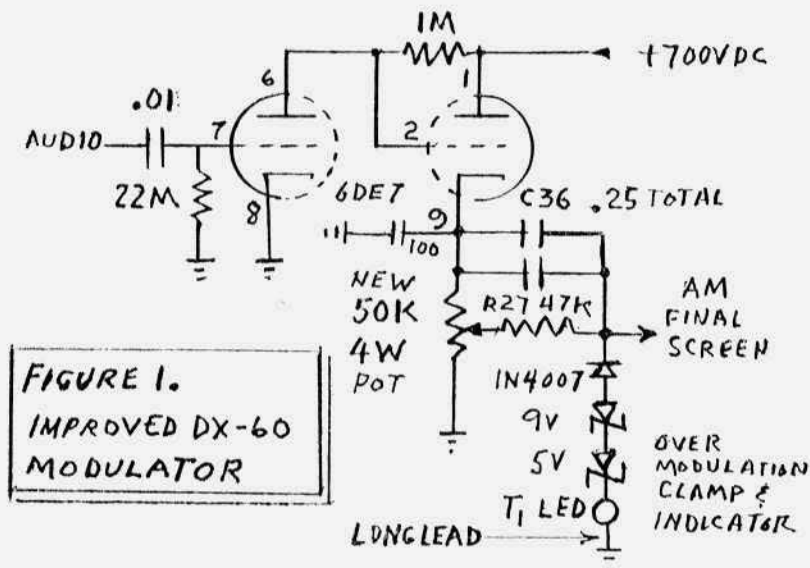 1M
+700VDC
6
1
.01
7
2
AUDIO
22M
8
6DE7
9
C36 .25 TOTAL
100
NEW
50K
4W
POT
R27 47K
AM
FINAL
SCREEN
1N4007
9V
5V
T1 LED
OVER
MODULATION
CLAMP &
INDICATOR
LONG LEAD
FIGURE 1.
IMPROVED DX-60
MODULATOR